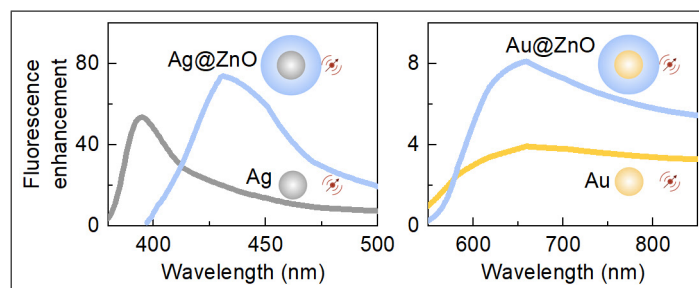 Fluorescence
enhancement
80
40
0
Ag@ZnO
Ag
400
450
500
Wavelength (nm)
8
4
0
Au@ZnO
Au
600
700
800
Wavelength (nm)